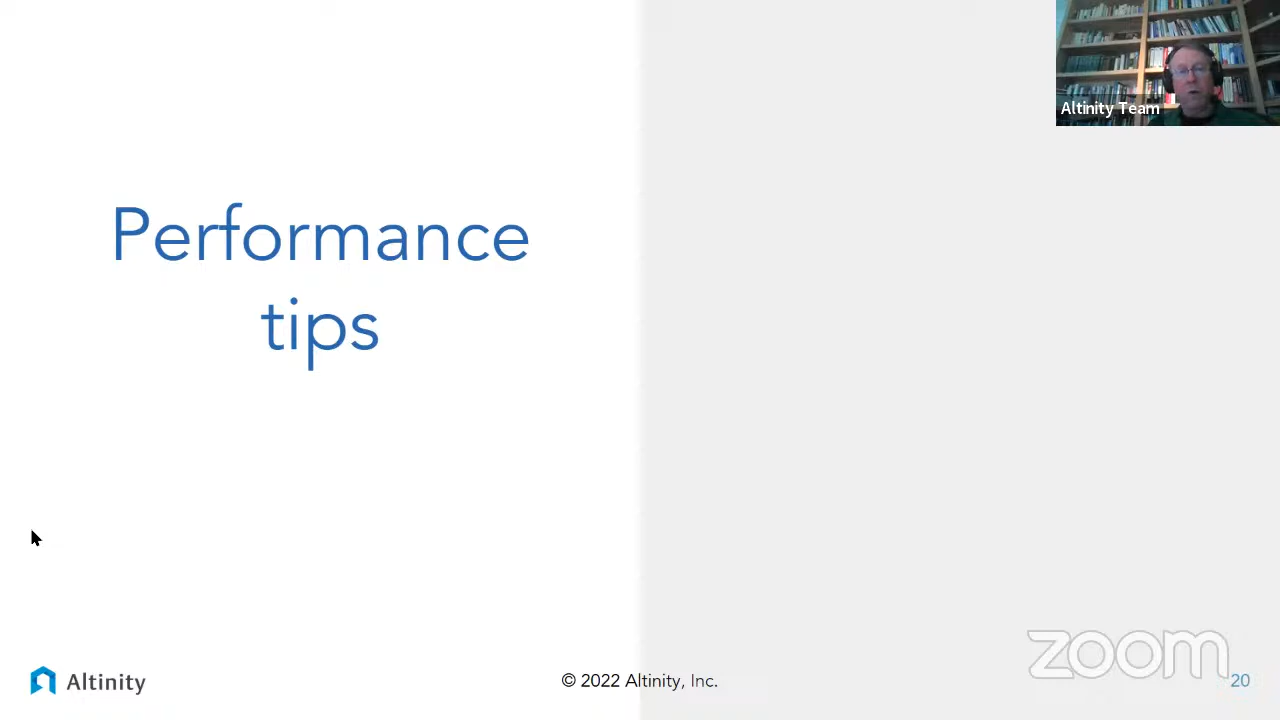 Altinity Team
Performance
tips
Altinity
© 2022 Altinity, Inc.
zoom
20